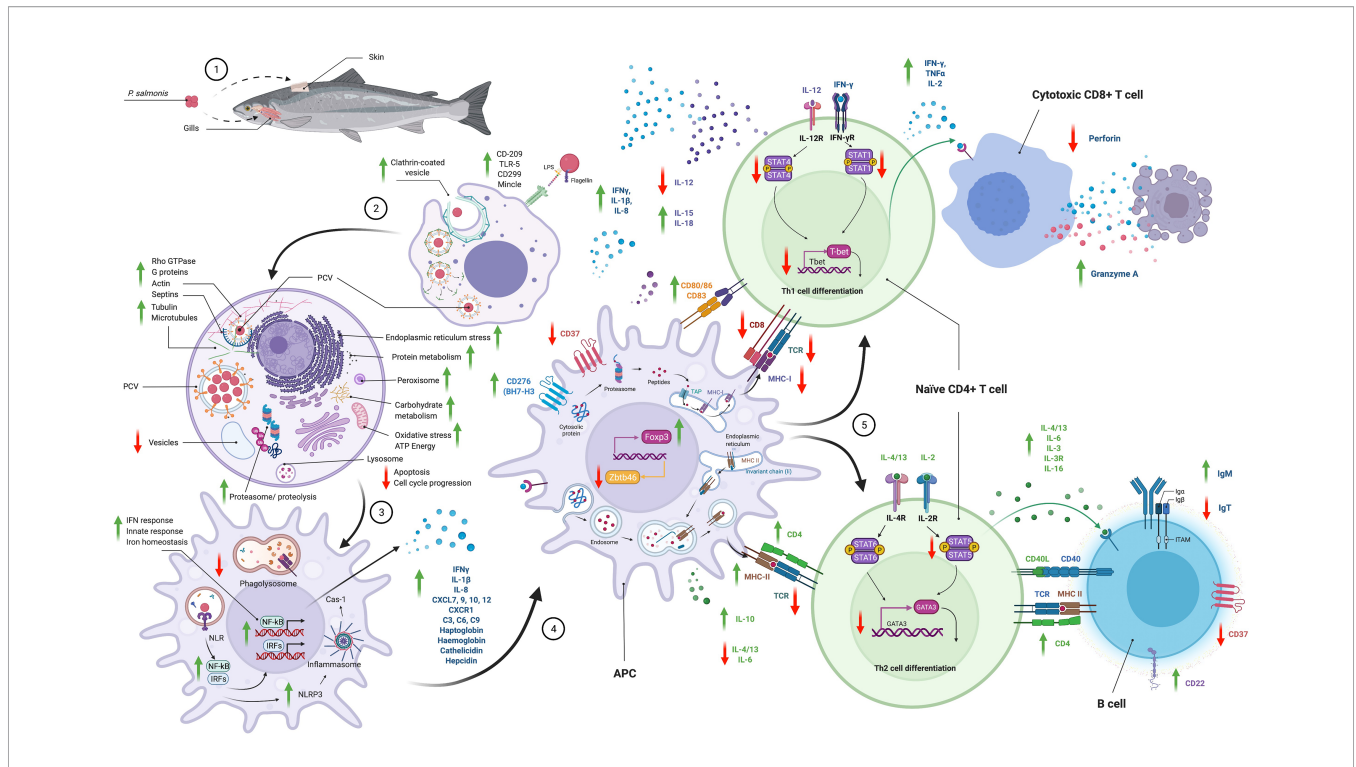 1
Skin
P. salmonis
Gills
2
Clathrin-coated
vesicle
CD-209
TLR-5
CD299
Mincle
LPS
Flagellin
IFNγ,
IL-1β,
IL-8
IL-12
IL-15
IL-18
Rho GTPase
G proteins
Actin
Septins
Tubulin
Microtubules
PCV
PCV
Vesicles
Endoplasmic reticulum stress
Protein metabolism
Peroxisome
Carbohydrate
metabolism
Oxidative stress
ATP Energy
Lysosome
Apoptosis
Cell cycle progression
Proteasome/ proteolysis
3
IFN response
Innate response
Iron homeostasis
Phagolysosome
NLR
NF-kB
IRFs
NF-kB
IRFs
Cas-1
Inflammasome
NLRP3
IFNγ
IL-1β
IL-8
CXCL7, 9, 10, 12
CXCR1
C3, C6, C9
Haptoglobin
Haemoglobin
Cathelicidin
Hepcidin
4
CD37
CD276
(BH7-H3
CD80/86
CD83
CD8
TCR
MHC-I
Proteasome
Peptides
TAP
MHC-I
Cytosolic
protein
Endoplasmic
reticulum
MHC II
Invariant chain (Ii)
Foxp3
Zbtb46
Endosome
CD4
MHC-II
TCR
IL-10
IL-4/13
IL-6
APC
5
IL-12
IFN-γ
IL-12R
IFN-γR
STAT4
P
P
STAT4
STAT1
P
P
STAT1
T-bet
Tbet
Th1 cell differentiation
IFN-γ,
TNFα
IL-2
Cytotoxic CD8+ T cell
Perforin
Granzyme A
Naïve CD4+ T cell
IL-4/13
IL-2
IL-4R
IL-2R
STAT6
P
P
STAT6
STAT5
P
P
STAT5
GATA3
GATA3
Th2 cell differentiation
IL-4/13
IL-6
IL-3
IL-3R
IL-16
IgM
IgT
Igα
Igβ
ITAM
CD40L
CD40
TCR
MHC II
CD4
CD37
CD22
B cell